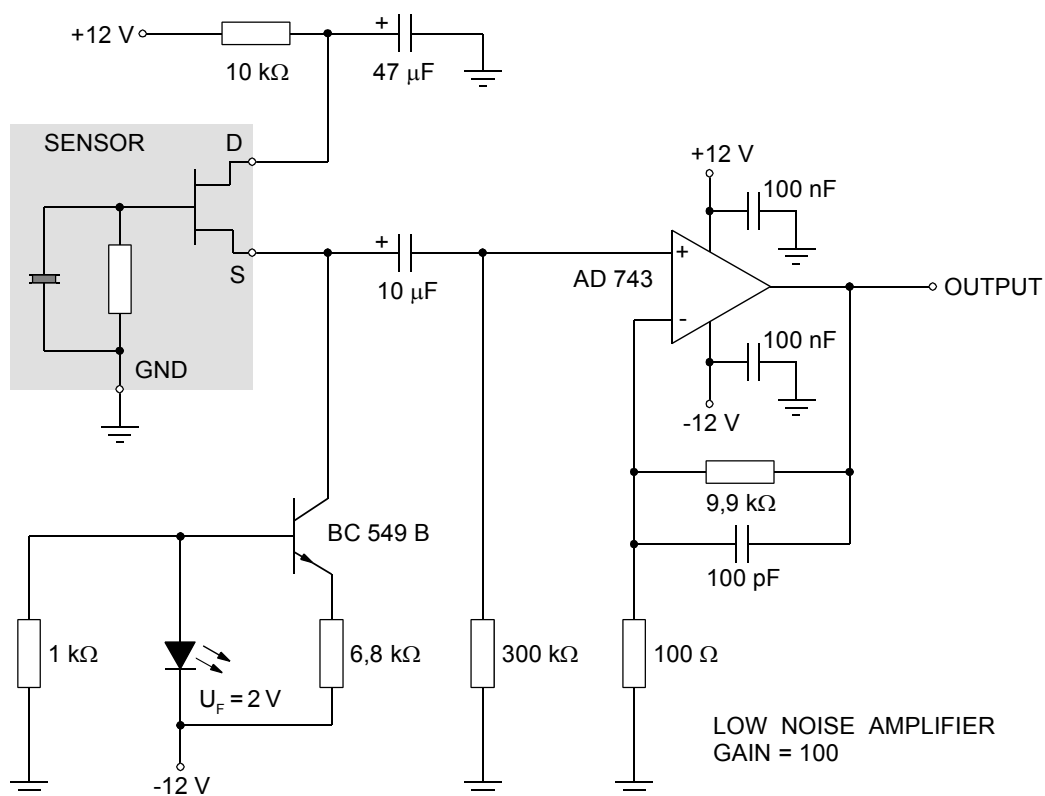 +12 V
10 kΩ
47 μF
+
SENSOR
D
S
GND
+
10 μF
+12 V
100 nF
AD 743
+
-
OUTPUT
100 nF
-12 V
9,9 kΩ
100 pF
BC 549 B
1 kΩ
U_F = 2 V
6,8 kΩ
300 kΩ
100 Ω
-12 V
LOW NOISE AMPLIFIER
GAIN = 100